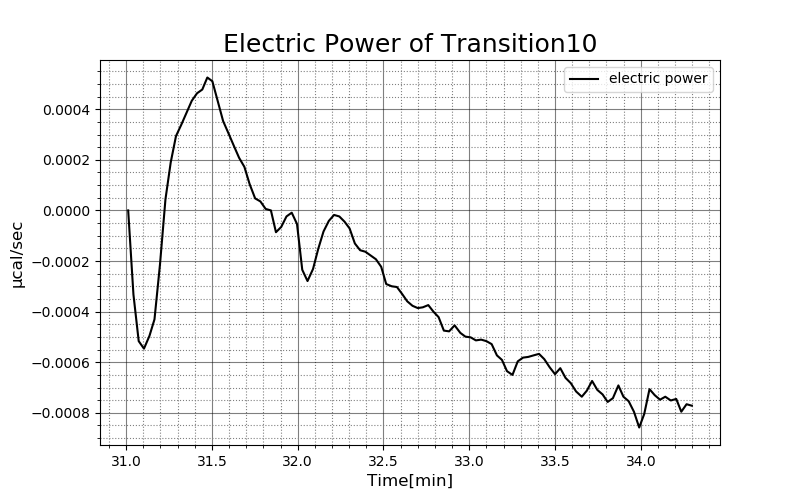 Electric Power of Transition10
electric power
0.0004
0.0002
0.0000
−0.0002
−0.0004
−0.0006
−0.0008
μcal/sec
31.0 31.5 32.0 32.5 33.0 33.5 34.0
Time[min]